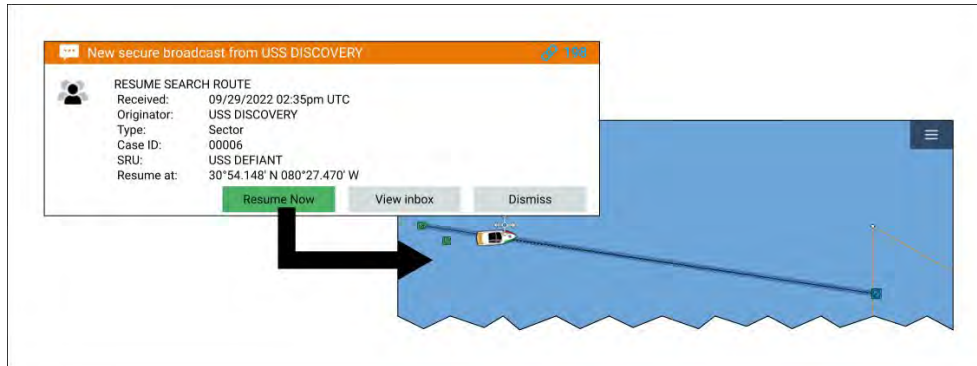 New secure broadcast from USS DISCOVERY 196
RESUME SEARCH ROUTE
Received: 09/29/2022 02:35pm UTC
Originator: USS DISCOVERY
Type: Sector
Case ID: 00006
SRU: USS DEFIANT
Resume at: 30°54.148' N 080°27.470' W
Resume Now View inbox Dismiss